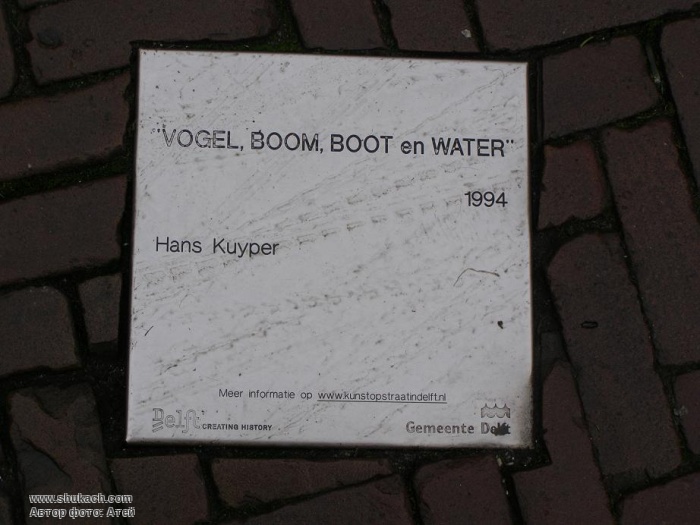 "VOGEL, BOOM, BOOT en WATER"
1994
Hans Kuyper
Meer informatie op www.kunstopstraatindelft.nl
Delft CREATING HISTORY
Gemeente Delft
www.shukach.com
Автор фото: Атей